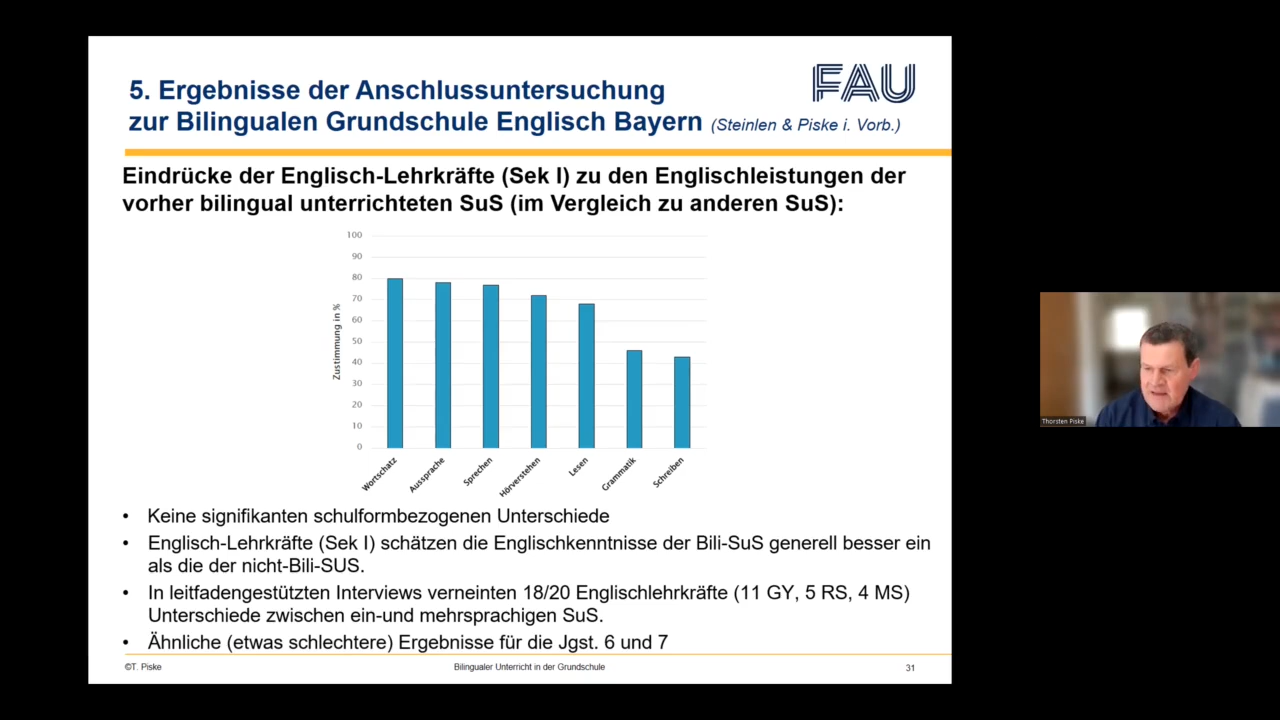 5. Ergebnisse der Anschlussuntersuchung
zur Bilingualen Grundschule Englisch Bayern (Steinlen & Piske i. Vorb.)
FAU
Eindrücke der Englisch-Lehrkräfte (Sek I) zu den Englischleistungen der
vorher bilingual unterrichteten SuS (im Vergleich zu anderen SuS):
100
90
80
70
60
50
40
30
20
10
0
Zustimmung in %
Wortschatz
Aussprache
Sprechen
Hörverstehen
Lesen
Grammatik
Schreiben
• Keine signifikanten schulformbezogenen Unterschiede
• Englisch-Lehrkräfte (Sek I) schätzen die Englischkenntnisse der Bili-SuS generell besser ein
als die der nicht-Bili-SUS.
• In leitfadengestützten Interviews verneinten 18/20 Englischlehrkräfte (11 GY, 5 RS, 4 MS)
Unterschiede zwischen ein-und mehrsprachigen SuS.
• Ähnliche (etwas schlechtere) Ergebnisse für die Jgst. 6 und 7
©T. Piske
Bilingualer Unterricht in der Grundschule
31
Thorsten Piske